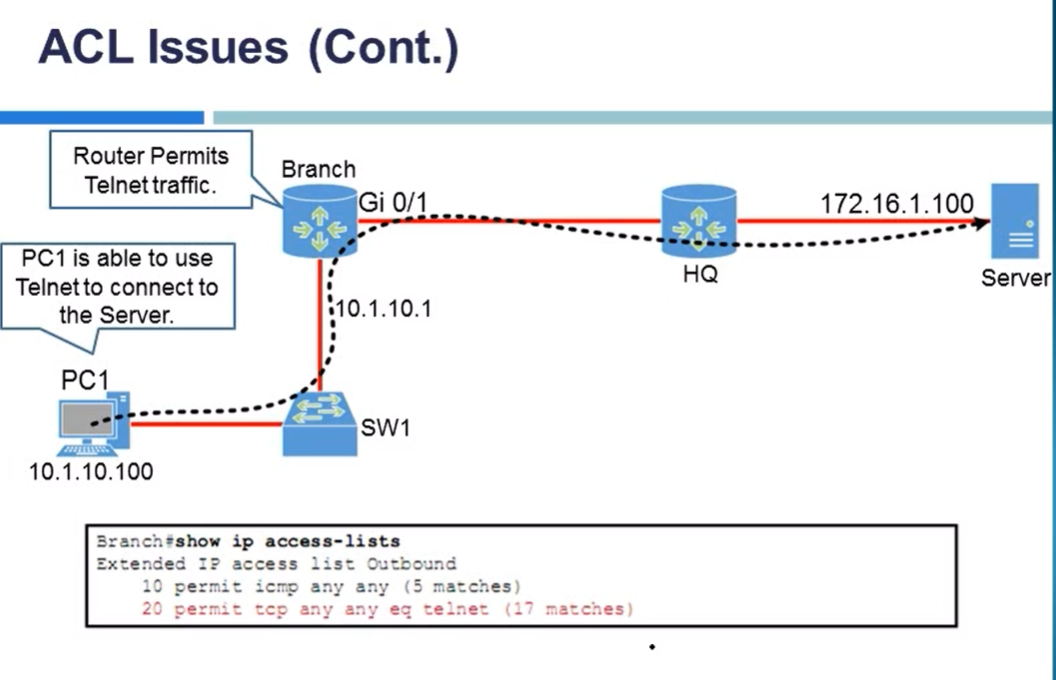 ACL Issues (Cont.)
Router Permits
Telnet traffic.
Branch
Gi 0/1
172.16.1.100
HQ
Server
PC1 is able to use
Telnet to connect to
the Server.
10.1.10.1
PC1
SW1
10.1.10.100
Branch#show ip access-lists
Extended IP access list Outbound
10 permit icmp any any (5 matches)
20 permit tcp any any eq telnet (17 matches)